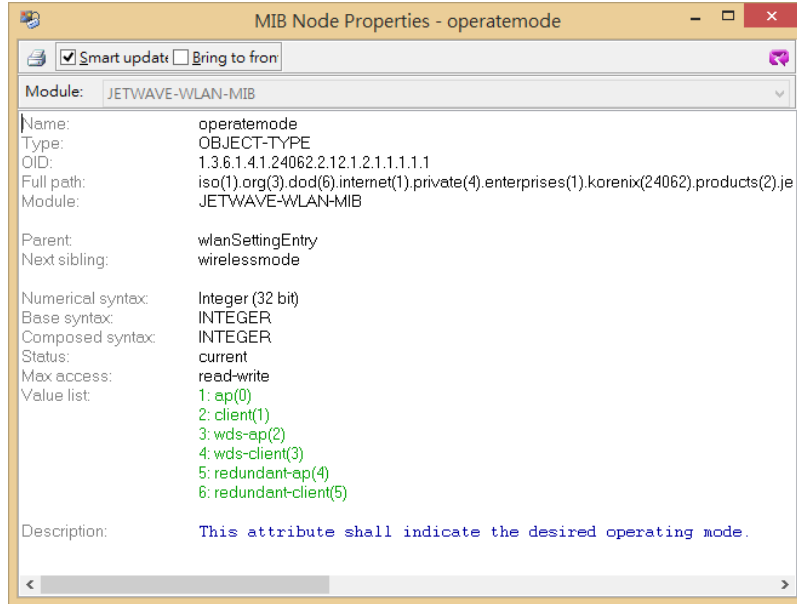 MIB Node Properties - operatemode
Smart update Bring to fron
Module: JETWAVE-WLAN-MIB
Name: operatemode
Type: OBJECT-TYPE
OID: 1.3.6.1.4.1.24062.2.12.1.2.1.1.1.1.1
Full path: iso(1).org(3).dod(6).internet(1).private(4).enterprises(1).korenix(24062).products(2).je
Module: JETWAVE-WLAN-MIB
Parent: wlanSettingEntry
Next sibling: wirelessmode
Numerical syntax: Integer (32 bit)
Base syntax: INTEGER
Composed syntax: INTEGER
Status: current
Max access: read-write
Value list: 1: ap(0)
2: client(1)
3: wds-ap(2)
4: wds-client(3)
5: redundant-ap(4)
6: redundant-client(5)
Description: This attribute shall indicate the desired operating mode.